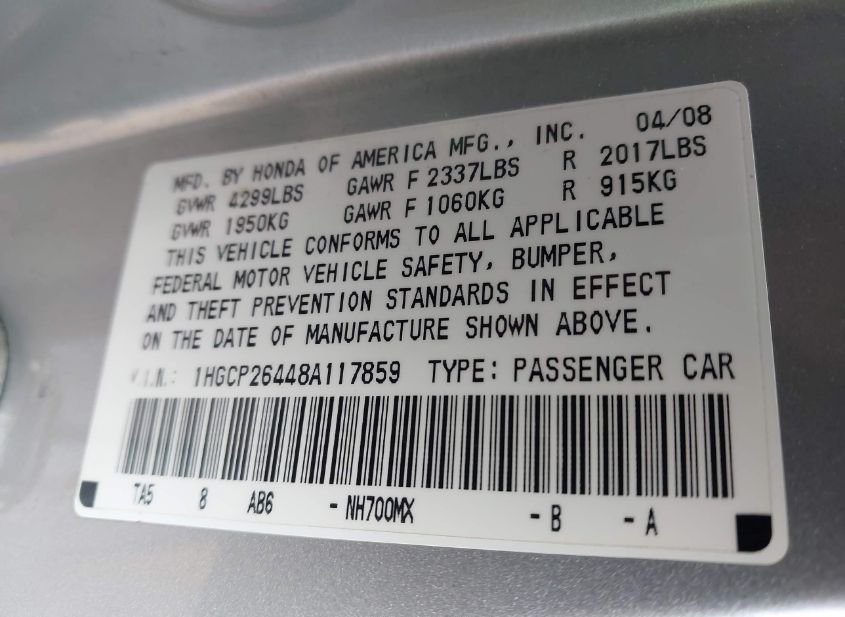 MFD. BY HONDA OF AMERICA MFG., INC. 04/08
GVWR 4299LBS GAWR F 2337LBS R 2017LBS
GVWR 1950KG GAWR F 1060KG R 915KG
THIS VEHICLE CONFORMS TO ALL APPLICABLE
FEDERAL MOTOR VEHICLE SAFETY, BUMPER,
AND THEFT PREVENTION STANDARDS IN EFFECT
ON THE DATE OF MANUFACTURE SHOWN ABOVE.
V.I.N.: 1HGCP26448A117859 TYPE: PASSENGER CAR
TA5 8 AB6 -NH700MX -B -A